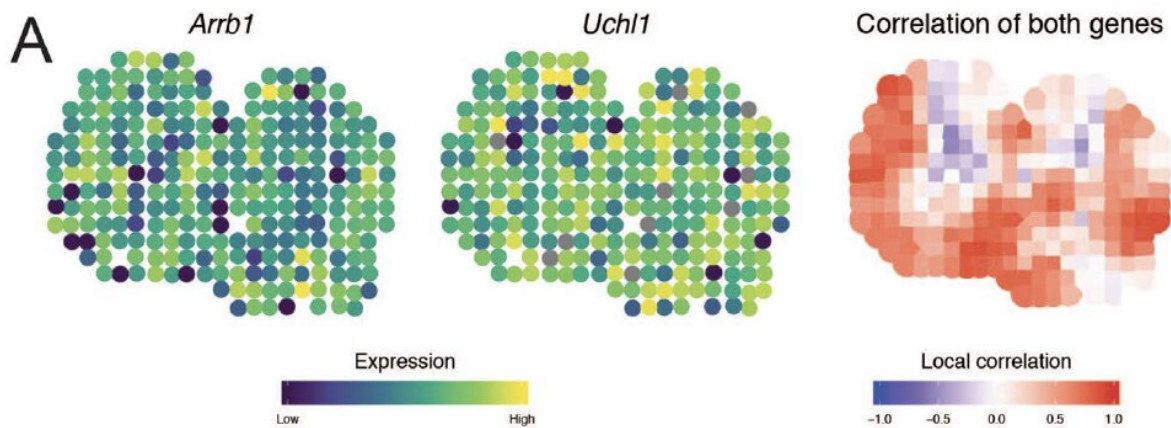 A
Arrb1
Uchl1
Correlation of both genes
Expression
Low
High
Local correlation
-1.0
-0.5
0.0
0.5
1.0